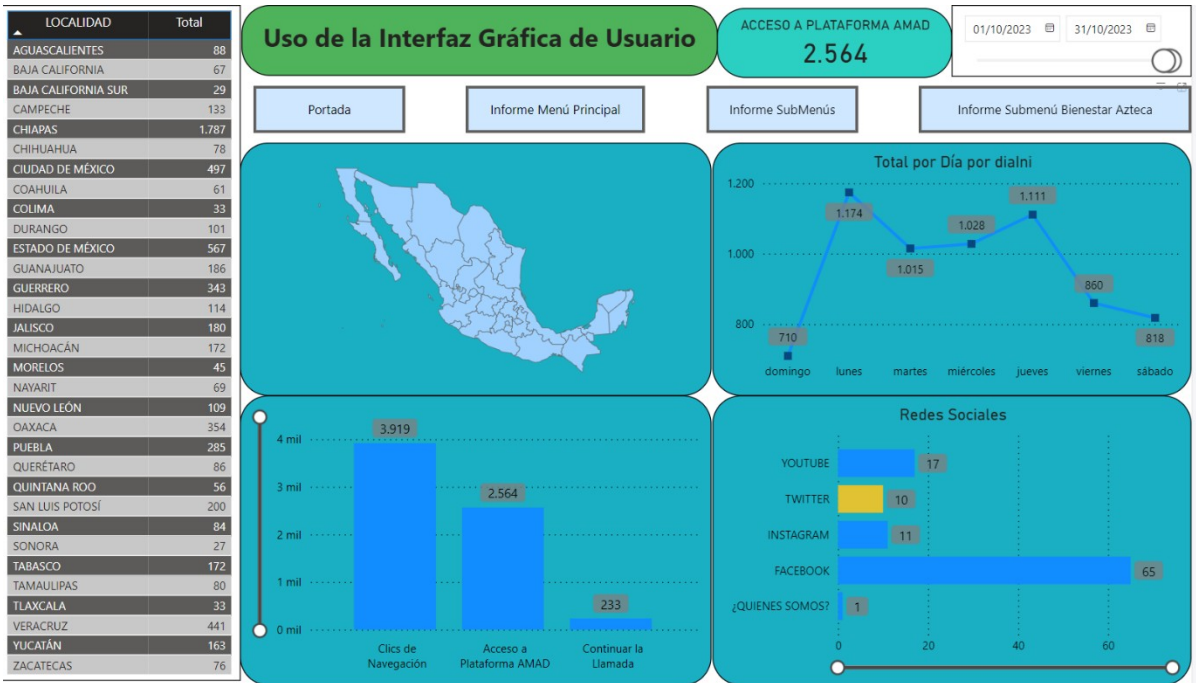 LOCALIDAD Total
AGUASCALIENTES 88
BAJA CALIFORNIA 67
BAJA CALIFORNIA SUR 29
CAMPECHE 133
CHIAPAS 1.787
CHIHUAHUA 78
CIUDAD DE MÉXICO 497
COAHUILA 61
COLIMA 33
DURANGO 101
ESTADO DE MÉXICO 567
GUANAJUATO 186
GUERRERO 343
HIDALGO 114
JALISCO 180
MICHOACÁN 172
MORELOS 45
NAYARIT 69
NUEVO LEÓN 109
OAXACA 354
PUEBLA 285
QUERÉTARO 86
QUINTANA ROO 56
SAN LUIS POTOSÍ 200
SINALOA 84
SONORA 27
TABASCO 172
TAMAULIPAS 80
TLAXCALA 33
VERACRUZ 441
YUCATÁN 163
ZACATECAS 76
Uso de la Interfaz Gráfica de Usuario
ACCESO A PLATAFORMA AMAD
2.564
01/10/2023 31/10/2023
Portada
Informe Menú Principal
Informe SubMenús
Informe Submenú Bienestar Azteca
Total por Día por diaIni
1.200
1.000
800
710
1.174
1.015
1.028
1.111
860
818
domingo lunes martes miércoles jueves viernes sábado
4 mil
3 mil
2 mil
1 mil
0 mil
3.919
2.564
233
Clics de
Navegación
Acceso a
Plataforma AMAD
Continuar la
Llamada
Redes Sociales
YOUTUBE 17
TWITTER 10
INSTAGRAM 11
FACEBOOK 65
¿QUIENES SOMOS? 1
0 20 40 60